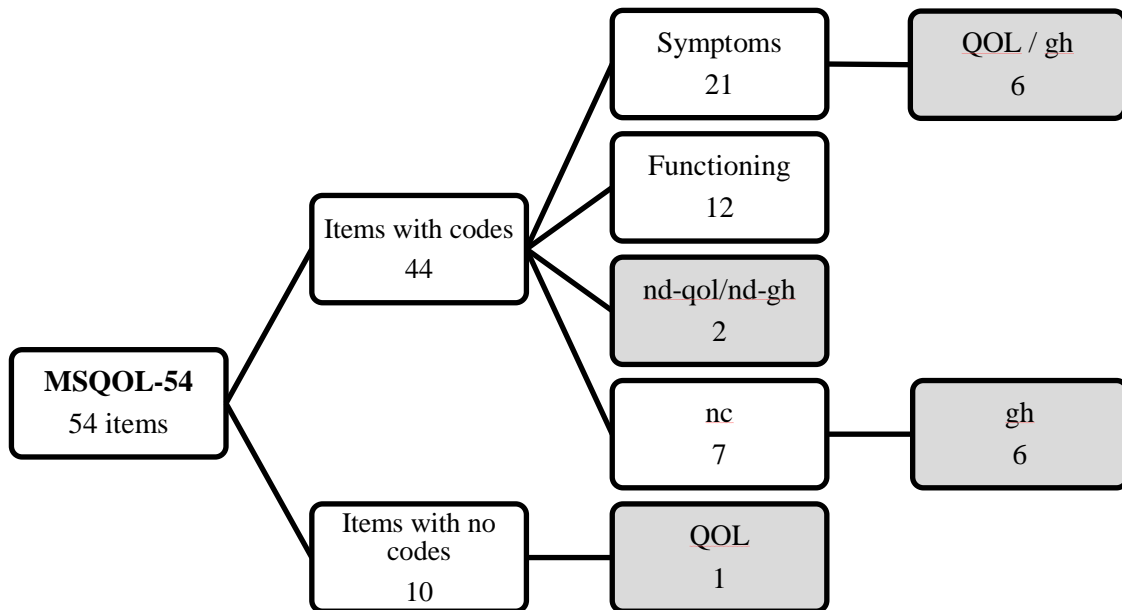 Symptoms
21
QOL / gh
6
Functioning
12
Items with codes
44
nd-qol/nd-gh
2
MSQOL-54
54 items
nc
7
gh
6
Items with no
codes
10
QOL
1